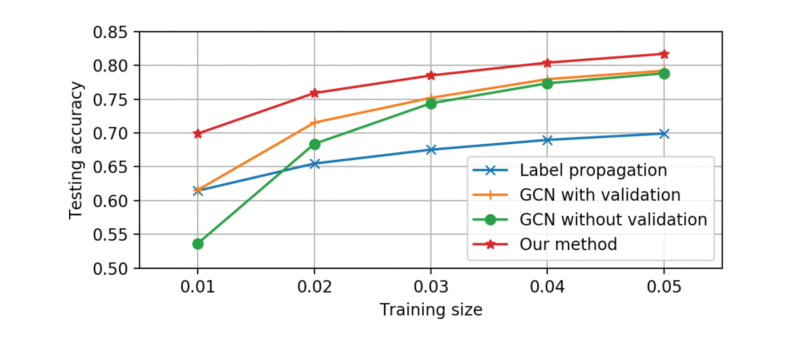 Testing accuracy
0.85
0.80
0.75
0.70
0.65
0.60
0.55
0.50
Label propagation
GCN with validation
GCN without validation
Our method
0.01 0.02 0.03 0.04 0.05
Training size